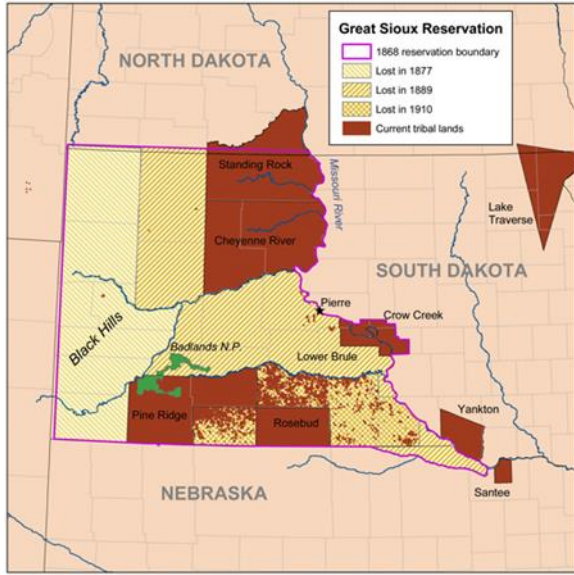 Great Sioux Reservation
1868 reservation boundary
Lost in 1877
Lost in 1889
Lost in 1910
Current tribal lands
NORTH DAKOTA
Standing Rock
Missouri River
Lake
Traverse
Cheyenne River
SOUTH DAKOTA
Pierre
Crow Creek
Black Hills
Badlands N.P.
Lower Brule
Pine Ridge
Rosebud
Yankton
Santee
NEBRASKA